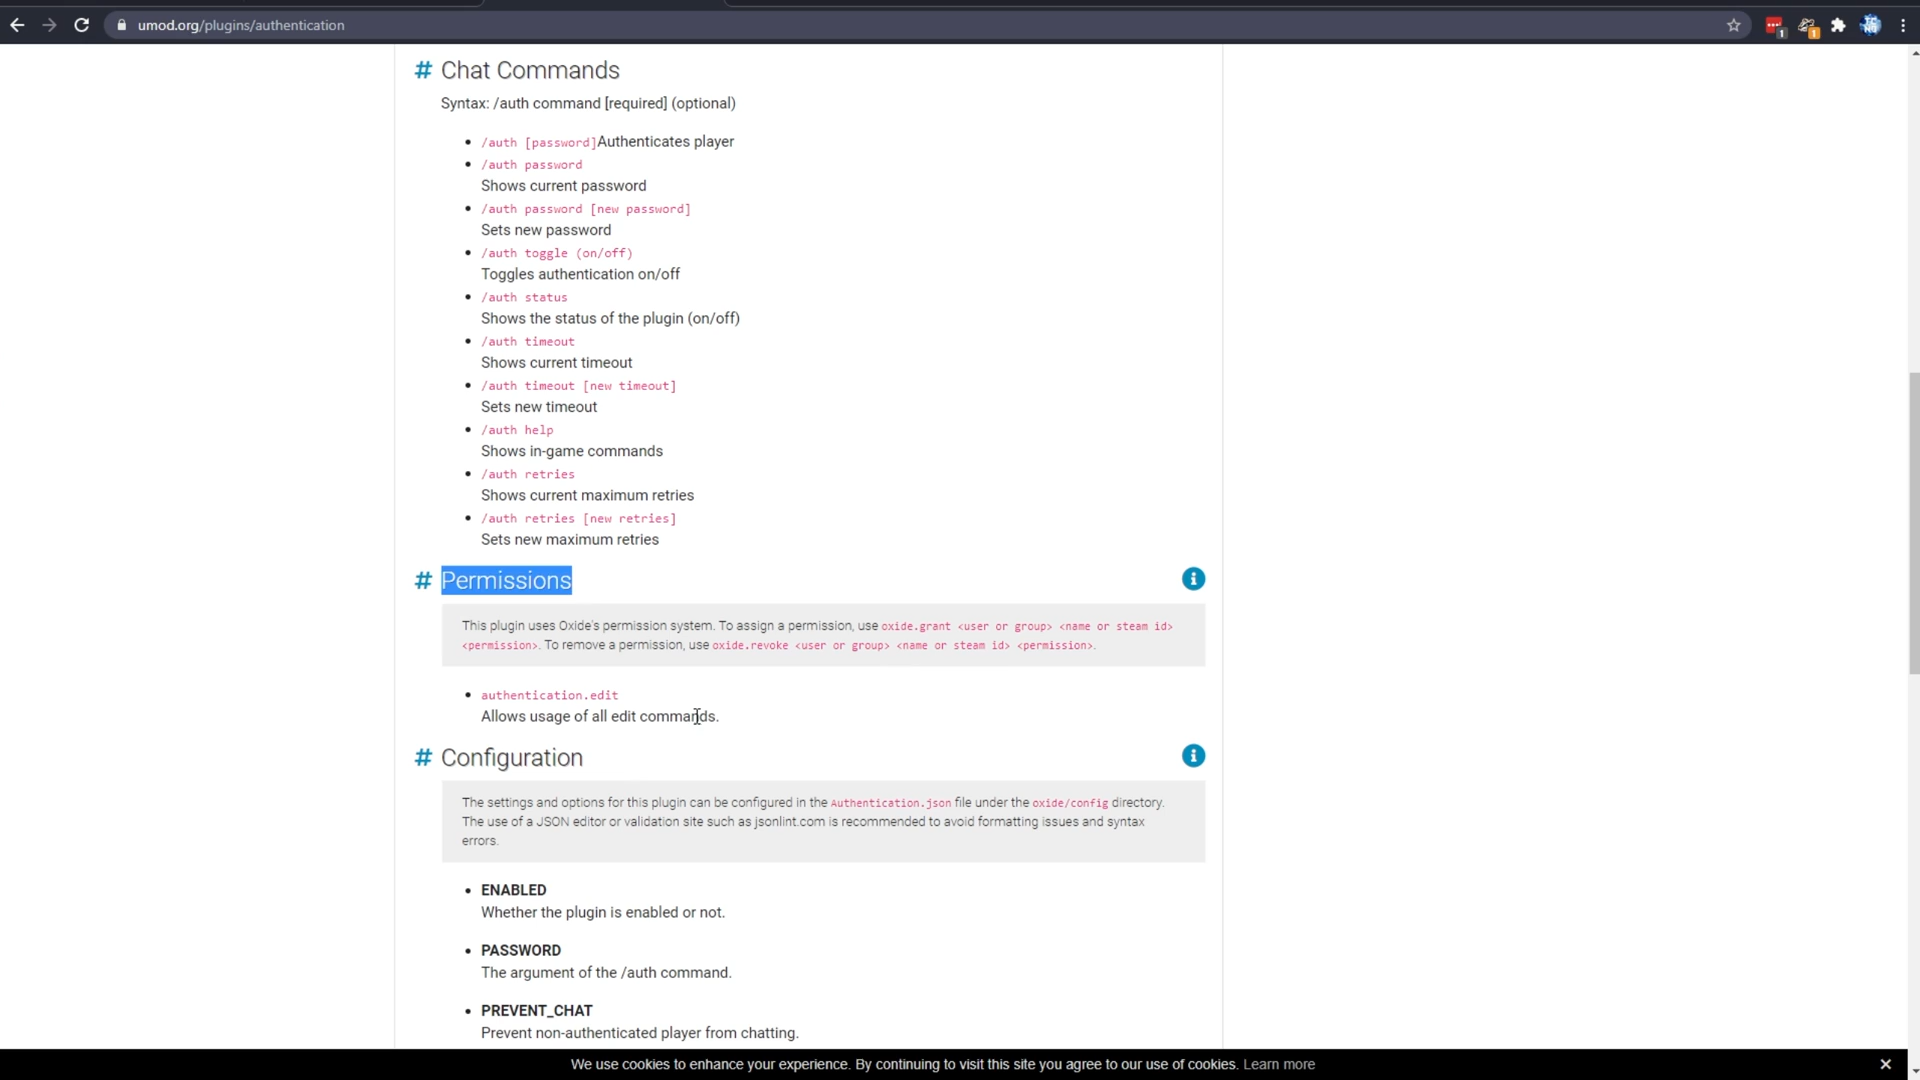 umod.org/plugins/authentication
1
1
# Chat Commands
Syntax: /auth command [required] (optional)
/auth [password]Authenticates player
/auth password
Shows current password
/auth password [new password]
Sets new password
/auth toggle (on/off)
Toggles authentication on/off
/auth status
Shows the status of the plugin (on/off)
/auth timeout
Shows current timeout
/auth timeout [new timeout]
Sets new timeout
/auth help
Shows in-game commands
/auth retries
Shows current maximum retries
/auth retries [new retries]
Sets new maximum retries
# Permissions
This plugin uses Oxide's permission system. To assign a permission, use oxide.grant <user or group> <name or steam id>
<permission>. To remove a permission, use oxide.revoke <user or group> <name or steam id> <permission>.
authentication.edit
Allows usage of all edit commands.
# Configuration
The settings and options for this plugin can be configured in the Authentication.json file under the oxide/config directory.
The use of a JSON editor or validation site such as jsonlint.com is recommended to avoid formatting issues and syntax
errors.
ENABLED
Whether the plugin is enabled or not.
PASSWORD
The argument of the /auth command.
PREVENT_CHAT
Prevent non-authenticated player from chatting.
We use cookies to enhance your experience. By continuing to visit this site you agree to our use of cookies. Learn more